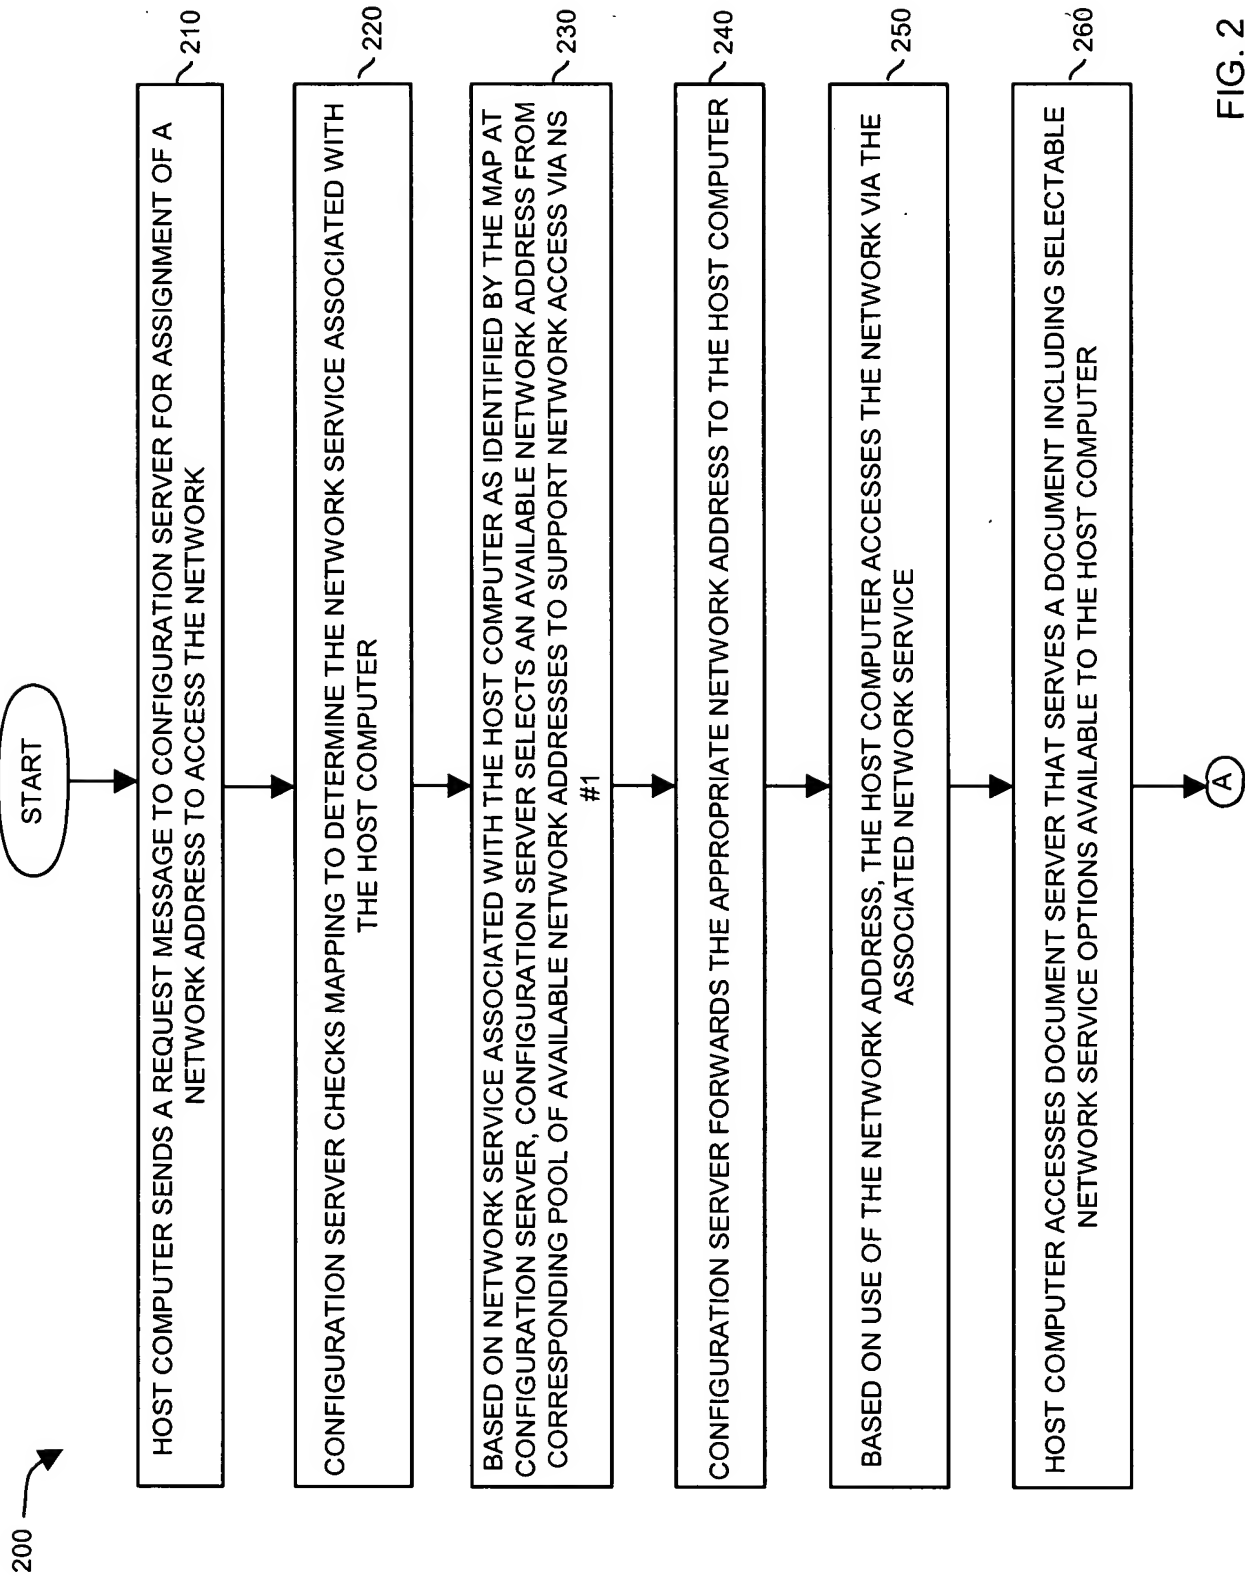 200
START
HOST COMPUTER SENDS A REQUEST MESSAGE TO CONFIGURATION SERVER FOR ASSIGNMENT OF A
NETWORK ADDRESS TO ACCESS THE NETWORK
210
CONFIGURATION SERVER CHECKS MAPPING TO DETERMINE THE NETWORK SERVICE ASSOCIATED WITH
THE HOST COMPUTER
220
BASED ON NETWORK SERVICE ASSOCIATED WITH THE HOST COMPUTER AS IDENTIFIED BY THE MAP AT
CONFIGURATION SERVER, CONFIGURATION SERVER SELECTS AN AVAILABLE NETWORK ADDRESS FROM
CORRESPONDING POOL OF AVAILABLE NETWORK ADDRESSES TO SUPPORT NETWORK ACCESS VIA NS
#1
230
CONFIGURATION SERVER FORWARDS THE APPROPRIATE NETWORK ADDRESS TO THE HOST COMPUTER
240
BASED ON USE OF THE NETWORK ADDRESS, THE HOST COMPUTER ACCESSES THE NETWORK VIA THE
ASSOCIATED NETWORK SERVICE
250
HOST COMPUTER ACCESSES DOCUMENT SERVER THAT SERVES A DOCUMENT INCLUDING SELECTABLE
NETWORK SERVICE OPTIONS AVAILABLE TO THE HOST COMPUTER
260
A
FIG. 2